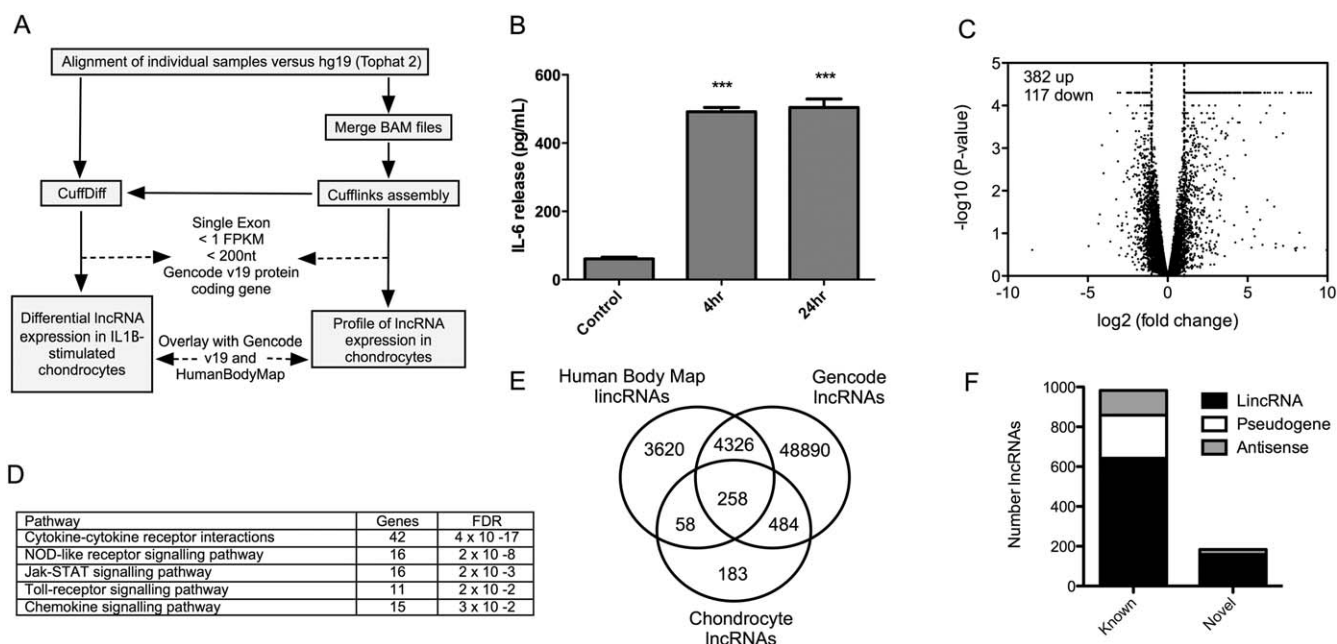 A
Alignment of individual samples versus hg19 (Tophat 2)
Merge BAM files
CuffDiff
Cufflinks assembly
Single Exon
< 1 FPKM
< 200nt
Gencode v19 protein
coding gene
Differential lncRNA
expression in IL1B-
stimulated
chondrocytes
Overlay with Gencode
v19 and
HumanBodyMap
Profile of lncRNA
expression in
chondrocytes
B
IL-6 release (pg/mL)
600
400
200
0
***
***
Control
4hr
24hr
C
382 up
117 down
-log10 (P-value)
5
4
3
2
1
0
-10
-5
0
5
10
log2 (fold change)
D
Pathway Genes FDR
Cytokine-cytokine receptor interactions 42 4 x 10 -17
NOD-like receptor signalling pathway 16 2 x 10 -8
Jak-STAT signalling pathway 16 2 x 10 -3
Toll-receptor signalling pathway 11 2 x 10 -2
Chemokine signalling pathway 15 3 x 10 -2
E
Human Body Map
lincRNAs
Gencode
lncRNAs
3620
4326
48890
258
58
484
183
Chondrocyte
lncRNAs
F
Number lncRNAs
1000
800
600
400
200
0
LincRNA
Pseudogene
Antisense
Known
Novel